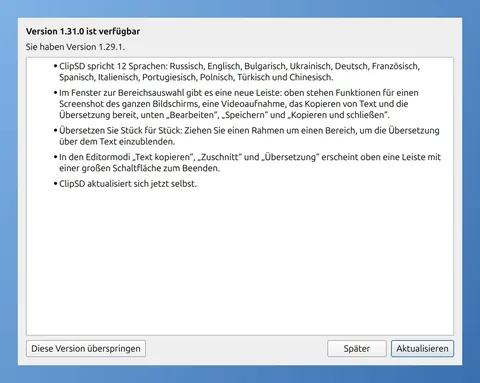 Version 1.31.0 ist verfügbar
Sie haben Version 1.29.1.
• ClipSD spricht 12 Sprachen: Russisch, Englisch, Bulgarisch, Ukrainisch, Deutsch, Französisch,
Spanisch, Italienisch, Portugiesisch, Polnisch, Türkisch und Chinesisch.
• Im Fenster zur Bereichsauswahl gibt es eine neue Leiste: oben stehen Funktionen für einen
Screenshot des ganzen Bildschirms, eine Videoaufnahme, das Kopieren von Text und die
Übersetzung bereit, unten „Bearbeiten“, „Speichern“ und „Kopieren und schließen“.
• Übersetzen Sie Stück für Stück: Ziehen Sie einen Rahmen um einen Bereich, um die Übersetzung
über dem Text einzublenden.
• In den Editormodi „Text kopieren“, „Zuschnitt“ und „Übersetzung“ erscheint oben eine Leiste mit
einer großen Schaltfläche zum Beenden.
• ClipSD aktualisiert sich jetzt selbst.
Diese Version überspringen
Später
Aktualisieren